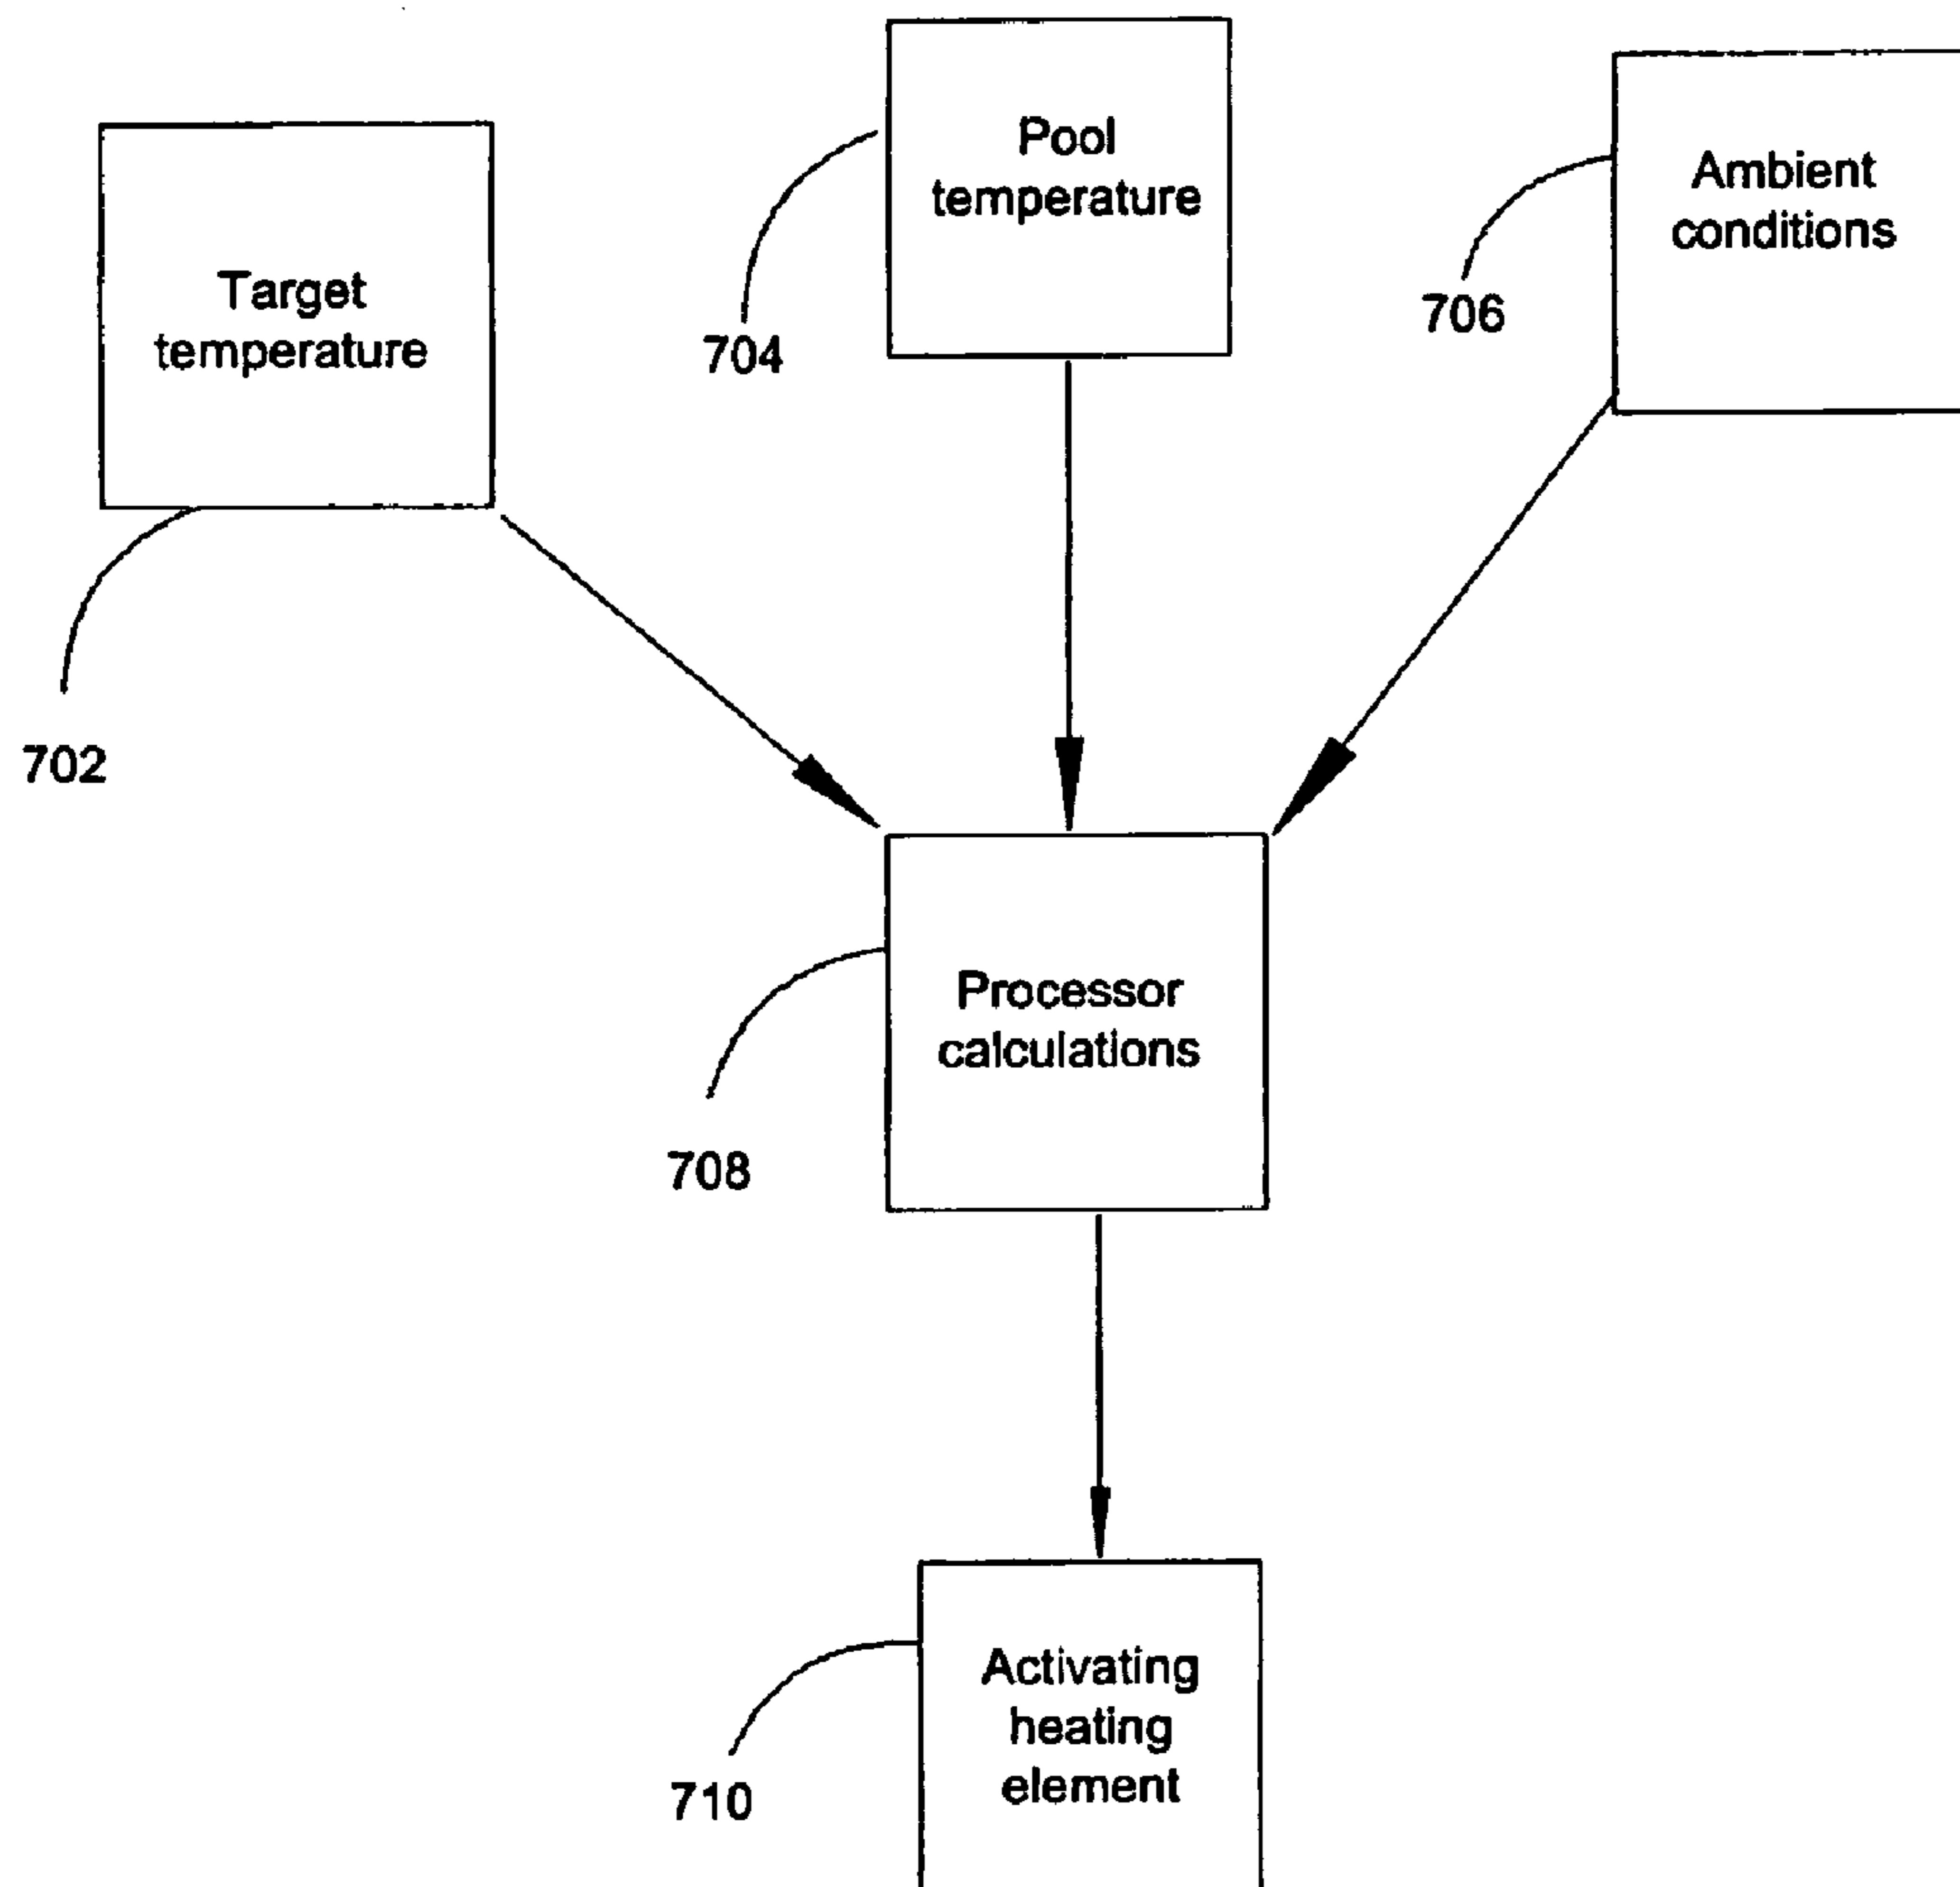 Pool
temperature
Ambient
conditions
Target
temperature
704
706
702
Processor
calculations
708
Activating
heating
element
710